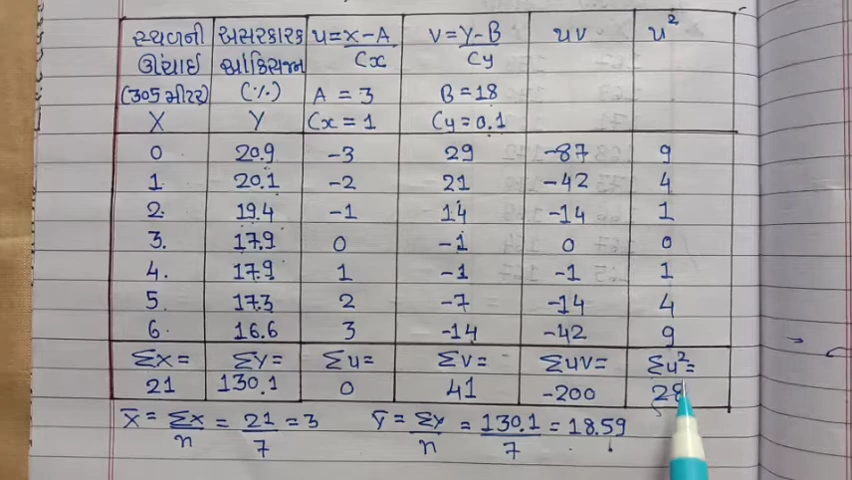 સ્થળની અસરકારક u=x-A/Cx v=Y-B/Cy uv u²
ઊંચાઈ ઑક્સિજન
(305 મીટર) (%) A = 3 B=18
X Y Cx = 1 Cy=0.1
0 20.9 -3 29 -87 9
1. 20.1 -2 21 -42 4
2. 19.4 -1 14 -14 1
3. 17.9 0 -1 0 0
4. 17.9 1 -1 -1 1
5. 17.3 2 -7 -14 4
6. 16.6 3 -14 -42 9
Σx= Σy= Σu= Σv= Σuv= Σu²=
21 130.1 0 41 -200 28
x̄ = Σx/n = 21/7 = 3 ȳ = Σy/n = 130.1/7 = 18.59